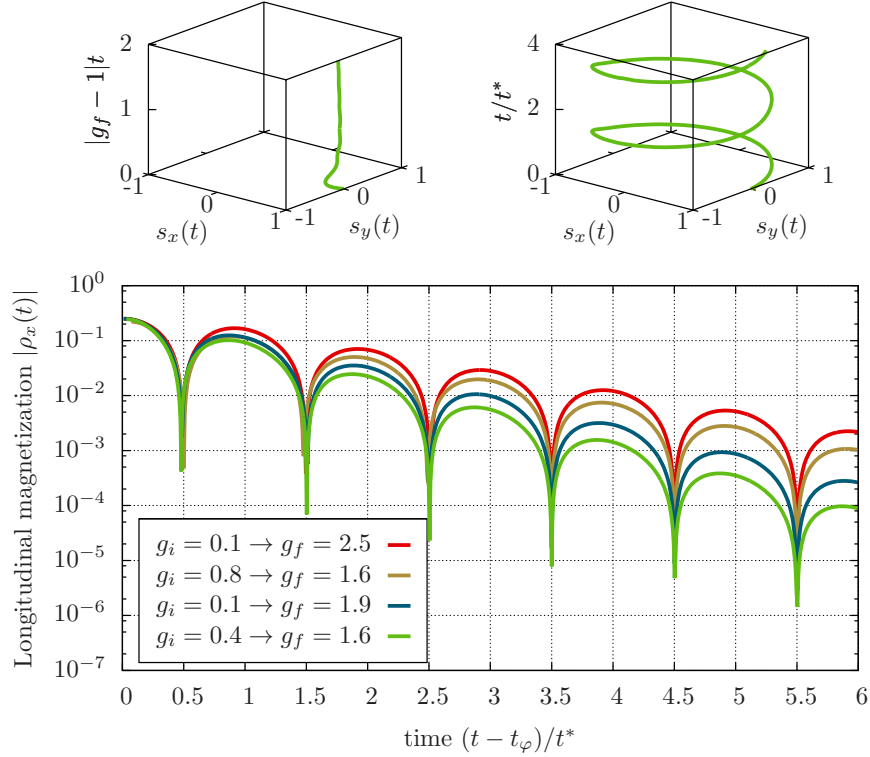 |g_f − 1|t
2
1
0
-1
0
1
-1
0
1
s_x(t)
s_y(t)
t/t*
4
2
0
-1
0
1
-1
0
1
s_x(t)
s_y(t)
Longitudinal magnetization |ρ_x(t)|
10^0
10^−1
10^−2
10^−3
10^−4
10^−5
10^−6
10^−7
g_i = 0.1 → g_f = 2.5
g_i = 0.8 → g_f = 1.6
g_i = 0.1 → g_f = 1.9
g_i = 0.4 → g_f = 1.6
0 0.5 1 1.5 2 2.5 3 3.5 4 4.5 5 5.5 6
time (t − t_φ)/t*